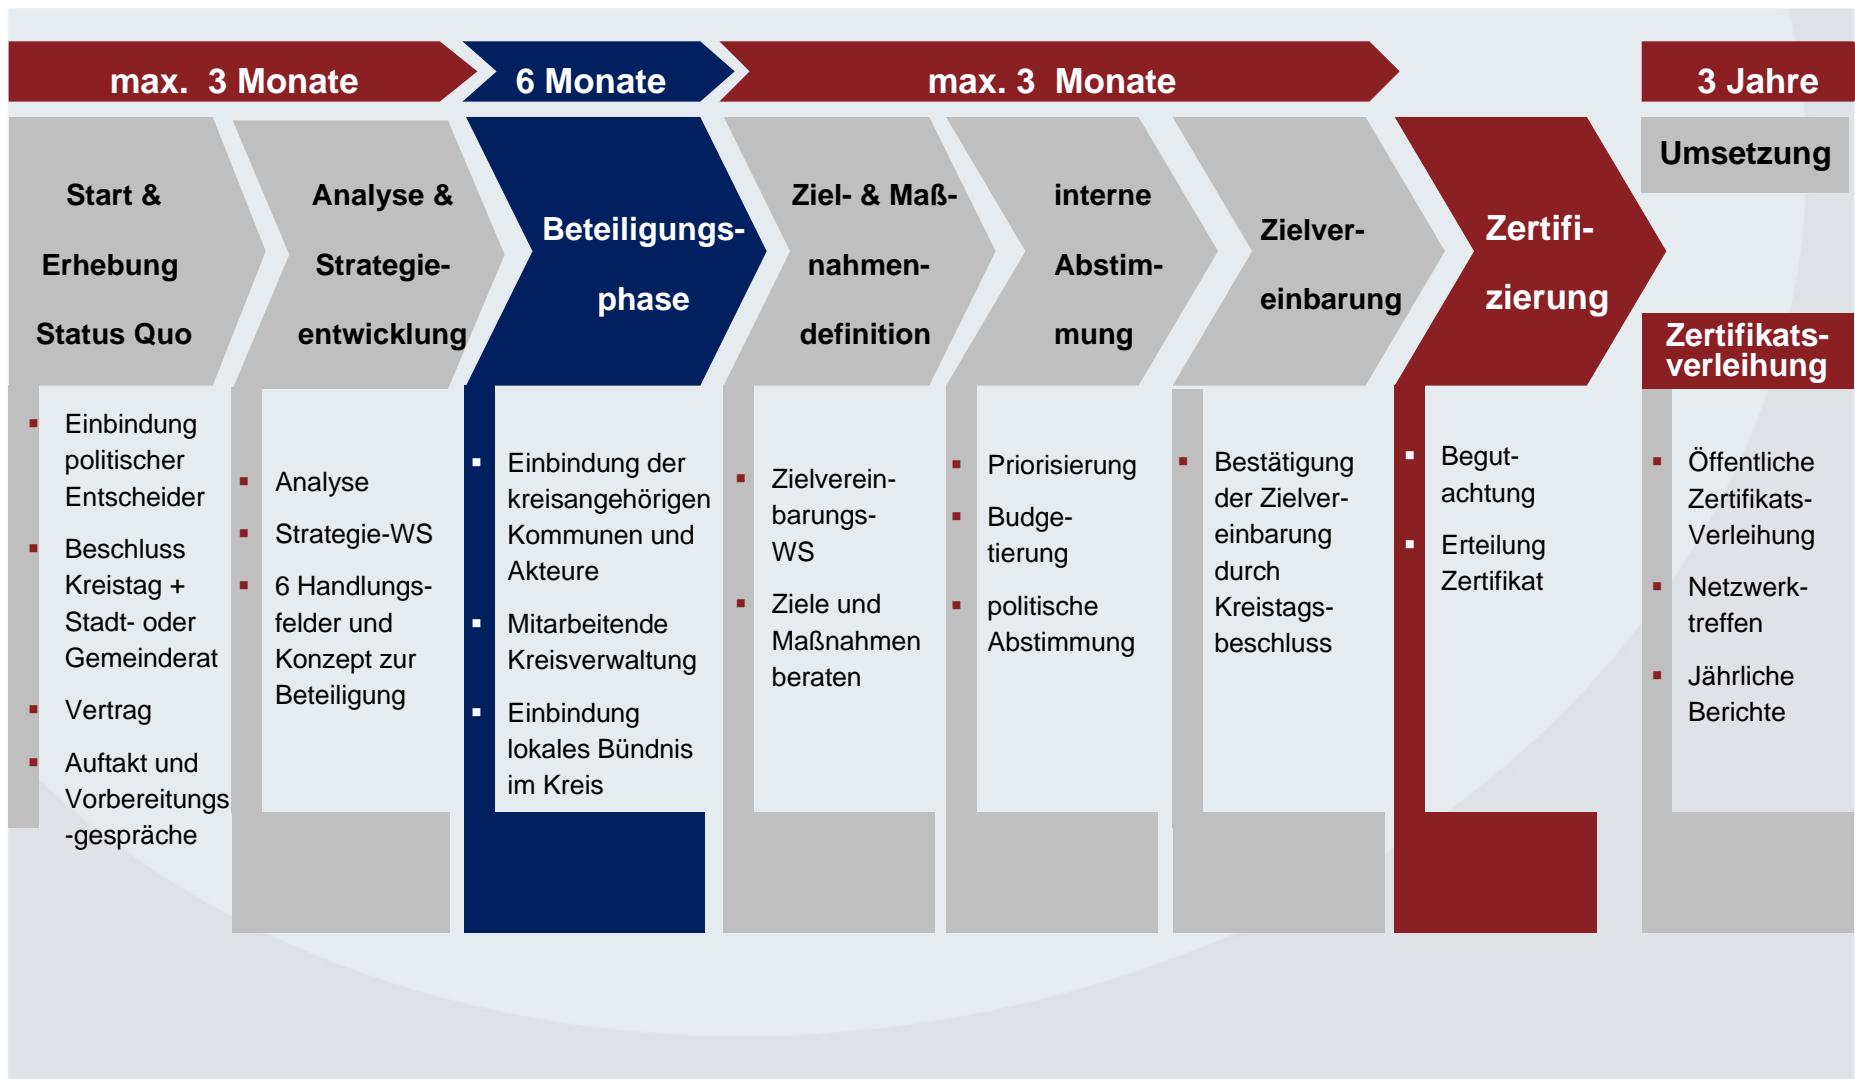 max. 3 Monate
6 Monate
max. 3 Monate
3 Jahre
Start &
Erhebung
Status Quo
Analyse &
Strategie-
entwicklung
Beteiligungs-
phase
Ziel- & Maß-
nahmen-
definition
interne
Abstim-
mung
Zielver-
einbarung
Zertifi-
zierung
Umsetzung
Zertifikats-
verleihung
Einbindung
politischer
Entscheider
Beschluss
Kreistag +
Stadt- oder
Gemeinderat
Vertrag
Auftakt und
Vorbereitungs
-gespräche
Analyse
Strategie-WS
6 Handlungs-
felder und
Konzept zur
Beteiligung
Einbindung der
kreisangehörigen
Kommunen und
Akteure
Mitarbeitende
Kreisverwaltung
Einbindung
lokales Bündnis
im Kreis
Zielverein-
barungs-
WS
Ziele und
Maßnahmen
beraten
Priorisierung
Budge-
tierung
politische
Abstimmung
Bestätigung
der Zielver-
einbarung
durch
Kreistags-
beschluss
Begut-
achtung
Erteilung
Zertifikat
Öffentliche
Zertifikats-
Verleihung
Netzwerk-
treffen
Jährliche
Berichte